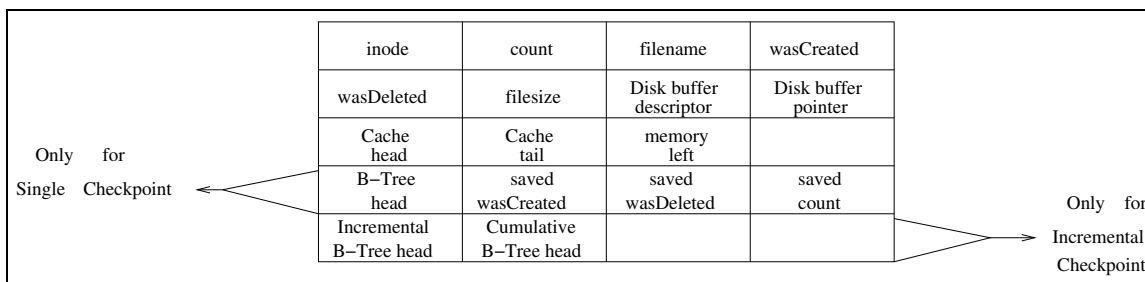 inode count filename wasCreated
wasDeleted filesize Disk buffer descriptor Disk buffer pointer
Cache head Cache tail memory left
B−Tree head saved wasCreated saved wasDeleted saved count
Incremental B−Tree head Cumulative B−Tree head
Only for
Single Checkpoint
Only for
Incremental
Checkpoint